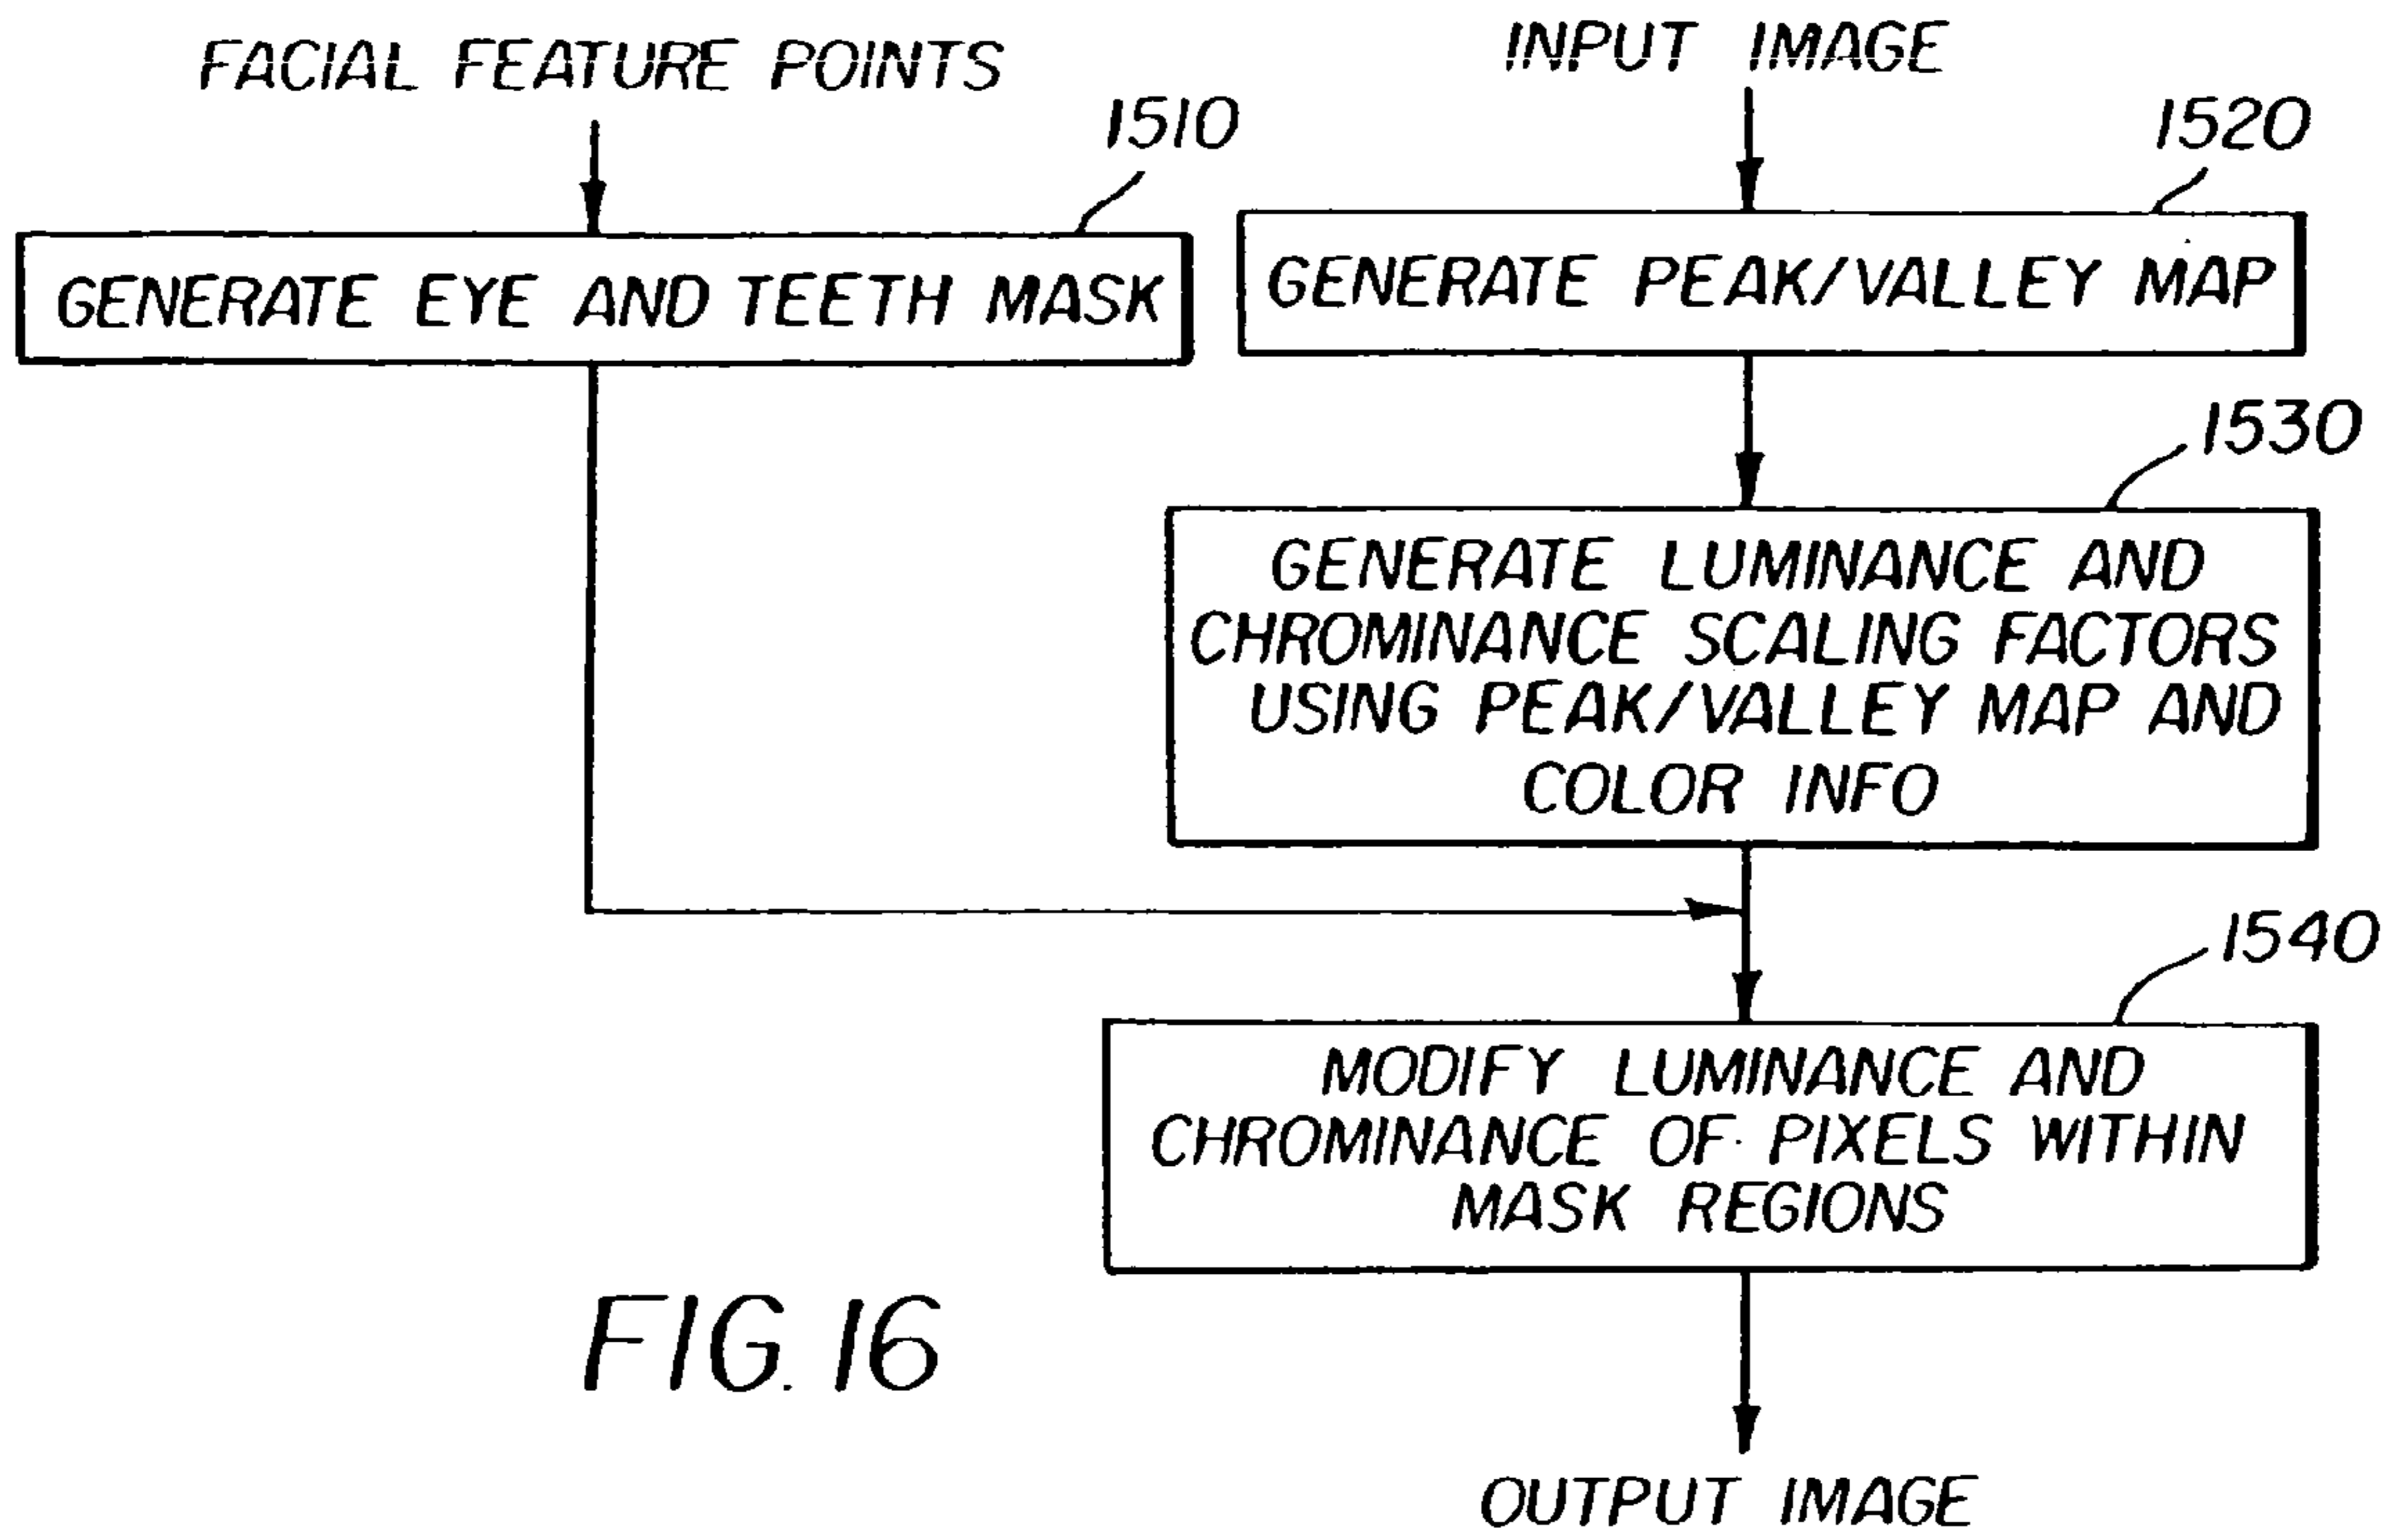 FACIAL FEATURE POINTS
INPUT IMAGE
1510
1520
GENERATE EYE AND TEETH MASK
GENERATE PEAK/VALLEY MAP
1530
GENERATE LUMINANCE AND
CHROMINANCE SCALING FACTORS
USING PEAK/VALLEY MAP AND
COLOR INFO
1540
MODIFY LUMINANCE AND
CHROMINANCE OF PIXELS WITHIN
MASK REGIONS
FIG. 16
OUTPUT IMAGE